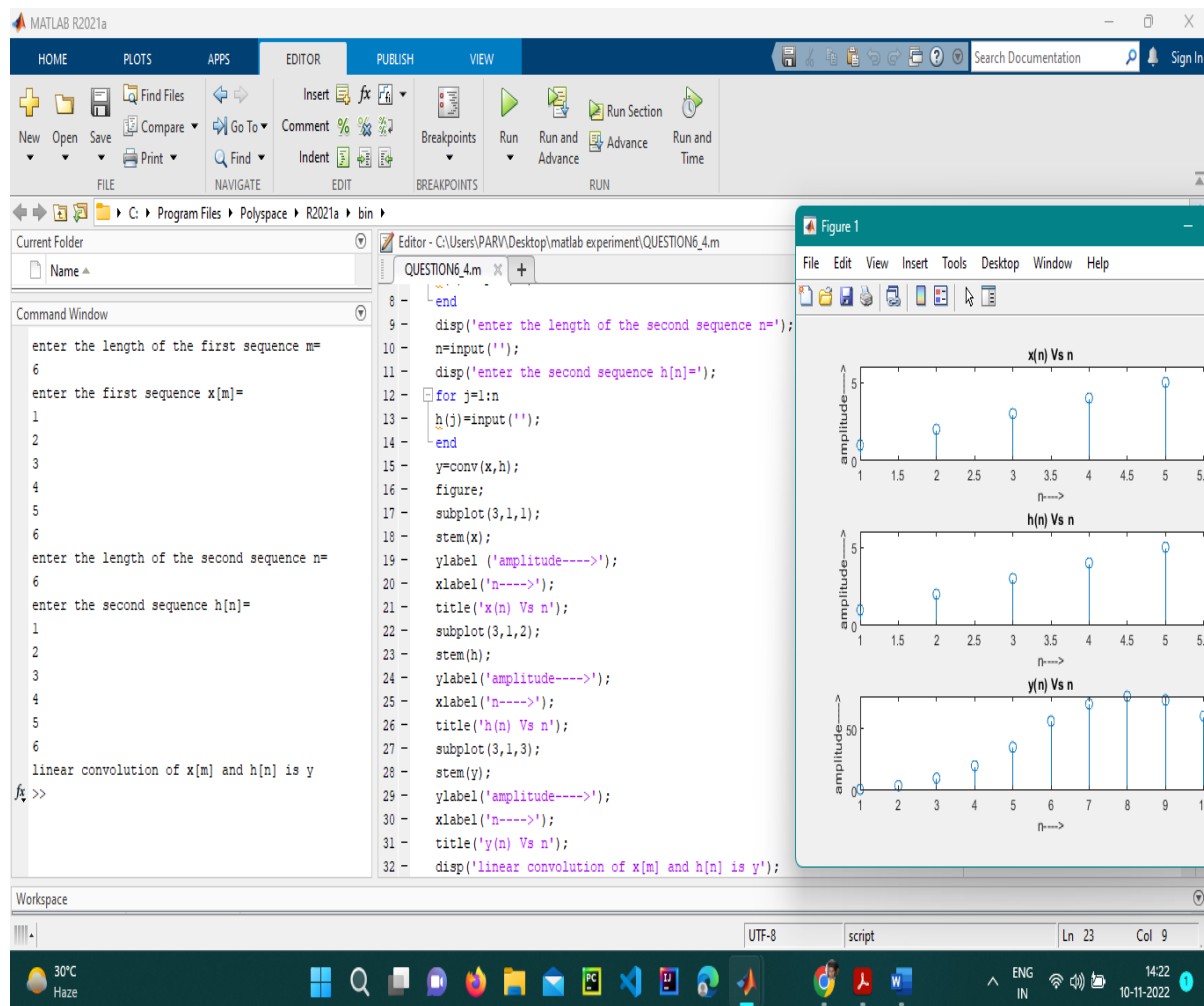 MATLAB R2021a
HOME PLOTS APPS EDITOR PUBLISH VIEW Search Documentation Sign In
New Open Save Find Files Compare Print Go To Find Insert fx Comment Indent Breakpoints Run Run and Advance Run Section Advance Run and Time
FILE NAVIGATE EDIT BREAKPOINTS RUN
C: Program Files Polyspace R2021a bin
Current Folder
Name
Command Window
enter the length of the first sequence m=
6
enter the first sequence x[m]=
1
2
3
4
5
6
enter the length of the second sequence n=
6
enter the second sequence h[n]=
1
2
3
4
5
6
linear convolution of x[m] and h[n] is y
fx >>
Editor - C:\Users\PARV\Desktop\matlab experiment\QUESTION6_4.m
QUESTION6_4.m
8 - end
9 - disp('enter the length of the second sequence n=');
10 - n=input('');
11 - disp('enter the second sequence h[n]=');
12 - for j=1:n
13 - h(j)=input('');
14 - end
15 - y=conv(x,h);
16 - figure;
17 - subplot(3,1,1);
18 - stem(x);
19 - ylabel ('amplitude---->');
20 - xlabel('n---->');
21 - title('x(n) Vs n');
22 - subplot(3,1,2);
23 - stem(h);
24 - ylabel('amplitude---->');
25 - xlabel('n---->');
26 - title('h(n) Vs n');
27 - subplot(3,1,3);
28 - stem(y);
29 - ylabel('amplitude---->');
30 - xlabel('n---->');
31 - title('y(n) Vs n');
32 - disp('linear convolution of x[m] and h[n] is y');
Figure 1
File Edit View Insert Tools Desktop Window Help
x(n) Vs n
amplitude---->
5
0
1 1.5 2 2.5 3 3.5 4 4.5 5 5.
n---->
h(n) Vs n
amplitude---->
5
0
1 1.5 2 2.5 3 3.5 4 4.5 5 5.
n---->
y(n) Vs n
amplitude---->
50
0
1 2 3 4 5 6 7 8 9 1
n---->
Workspace
UTF-8 script Ln 23 Col 9
30°C
Haze
ENG
IN
14:22
10-11-2022
1